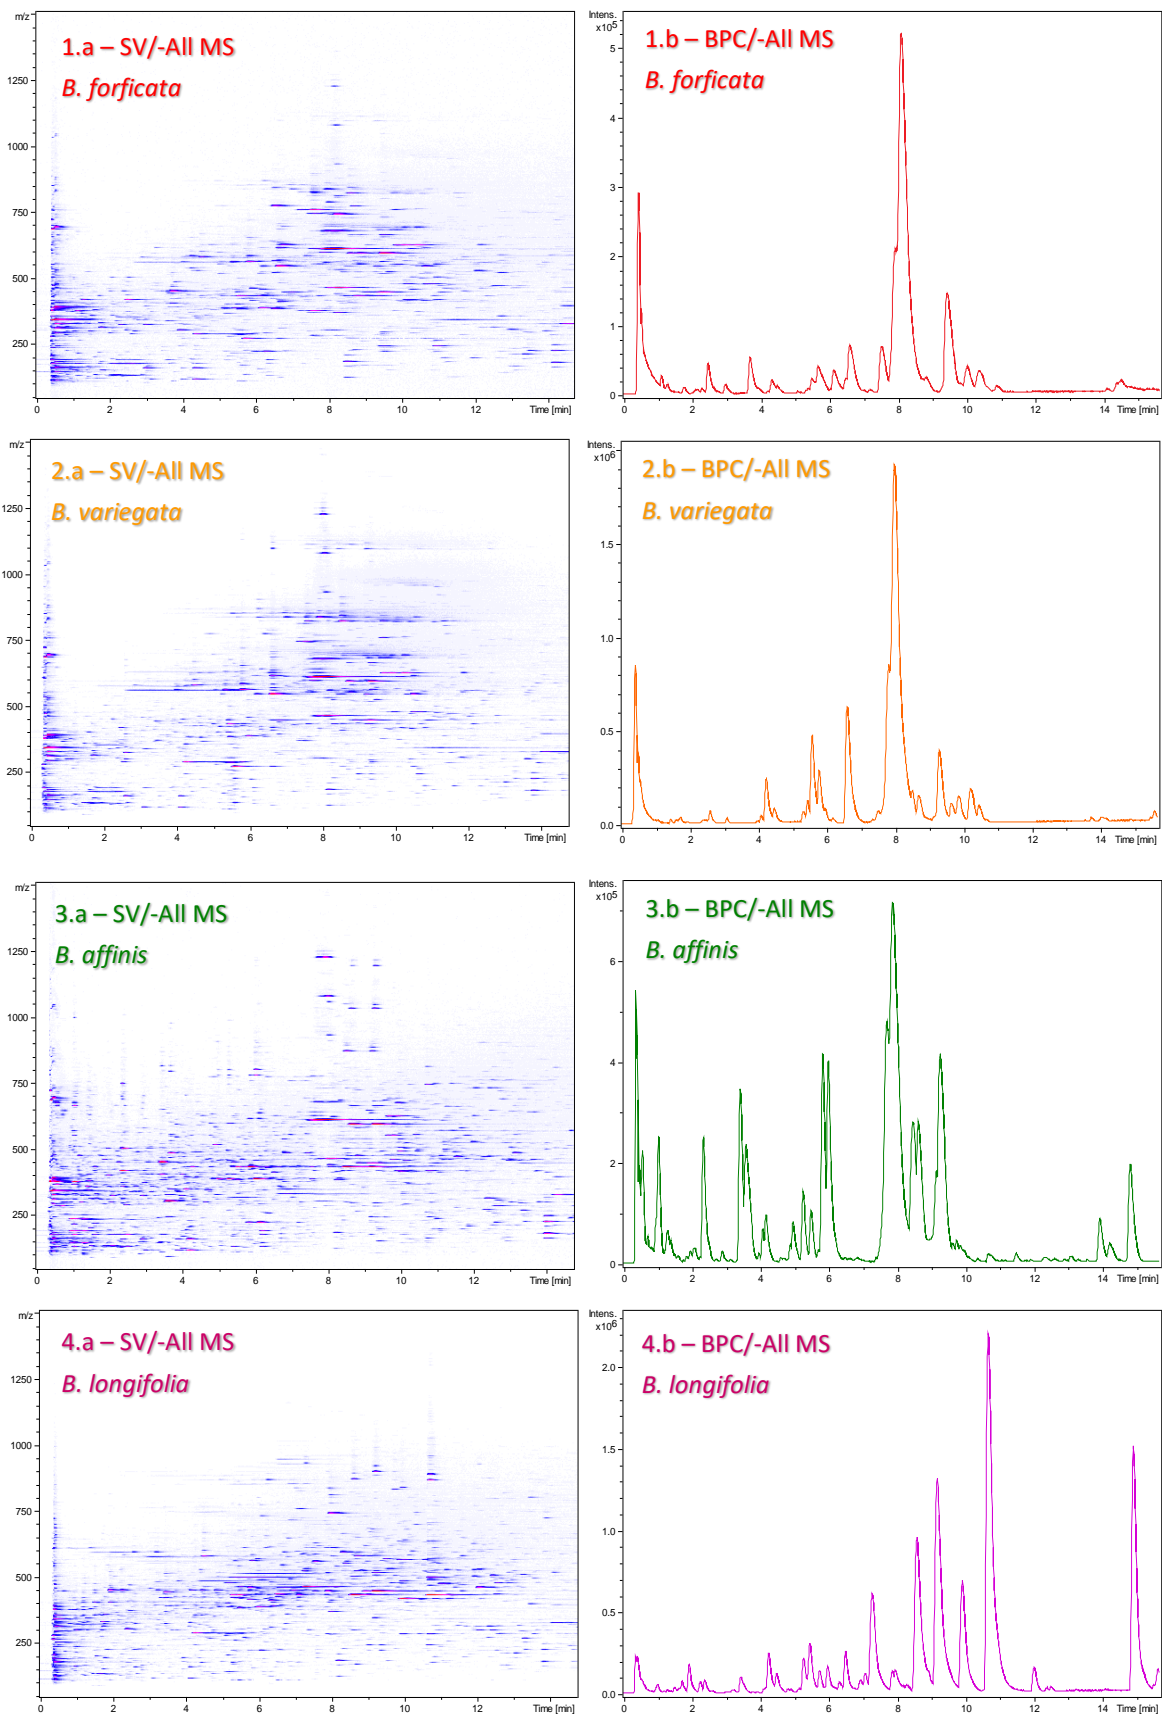 m/z
1.a – SV/-All MS
B. forficata
1250
1000
750
500
250
0 2 4 6 8 10 12 Time [min]
Intens.
x10^5
1.b – BPC/-All MS
B. forficata
5
4
3
2
1
0
0 2 4 6 8 10 12 14 Time [min]
m/z
2.a – SV/-All MS
B. variegata
1250
1000
750
500
250
0 2 4 6 8 10 12 Time [min]
Intens.
x10^6
2.b – BPC/-All MS
B. variegata
1.5
1.0
0.5
0.0
0 2 4 6 8 10 12 14 Time [min]
m/z
3.a – SV/-All MS
B. affinis
1250
1000
750
500
250
0 2 4 6 8 10 12 Time [min]
Intens.
x10^5
3.b – BPC/-All MS
B. affinis
6
4
2
0
0 2 4 6 8 10 12 14 Time [min]
m/z
4.a – SV/-All MS
B. longifolia
1250
1000
750
500
250
0 2 4 6 8 10 12 Time [min]
Intens.
x10^6
4.b – BPC/-All MS
B. longifolia
2.0
1.5
1.0
0.5
0.0
0 2 4 6 8 10 12 14 Time [min]